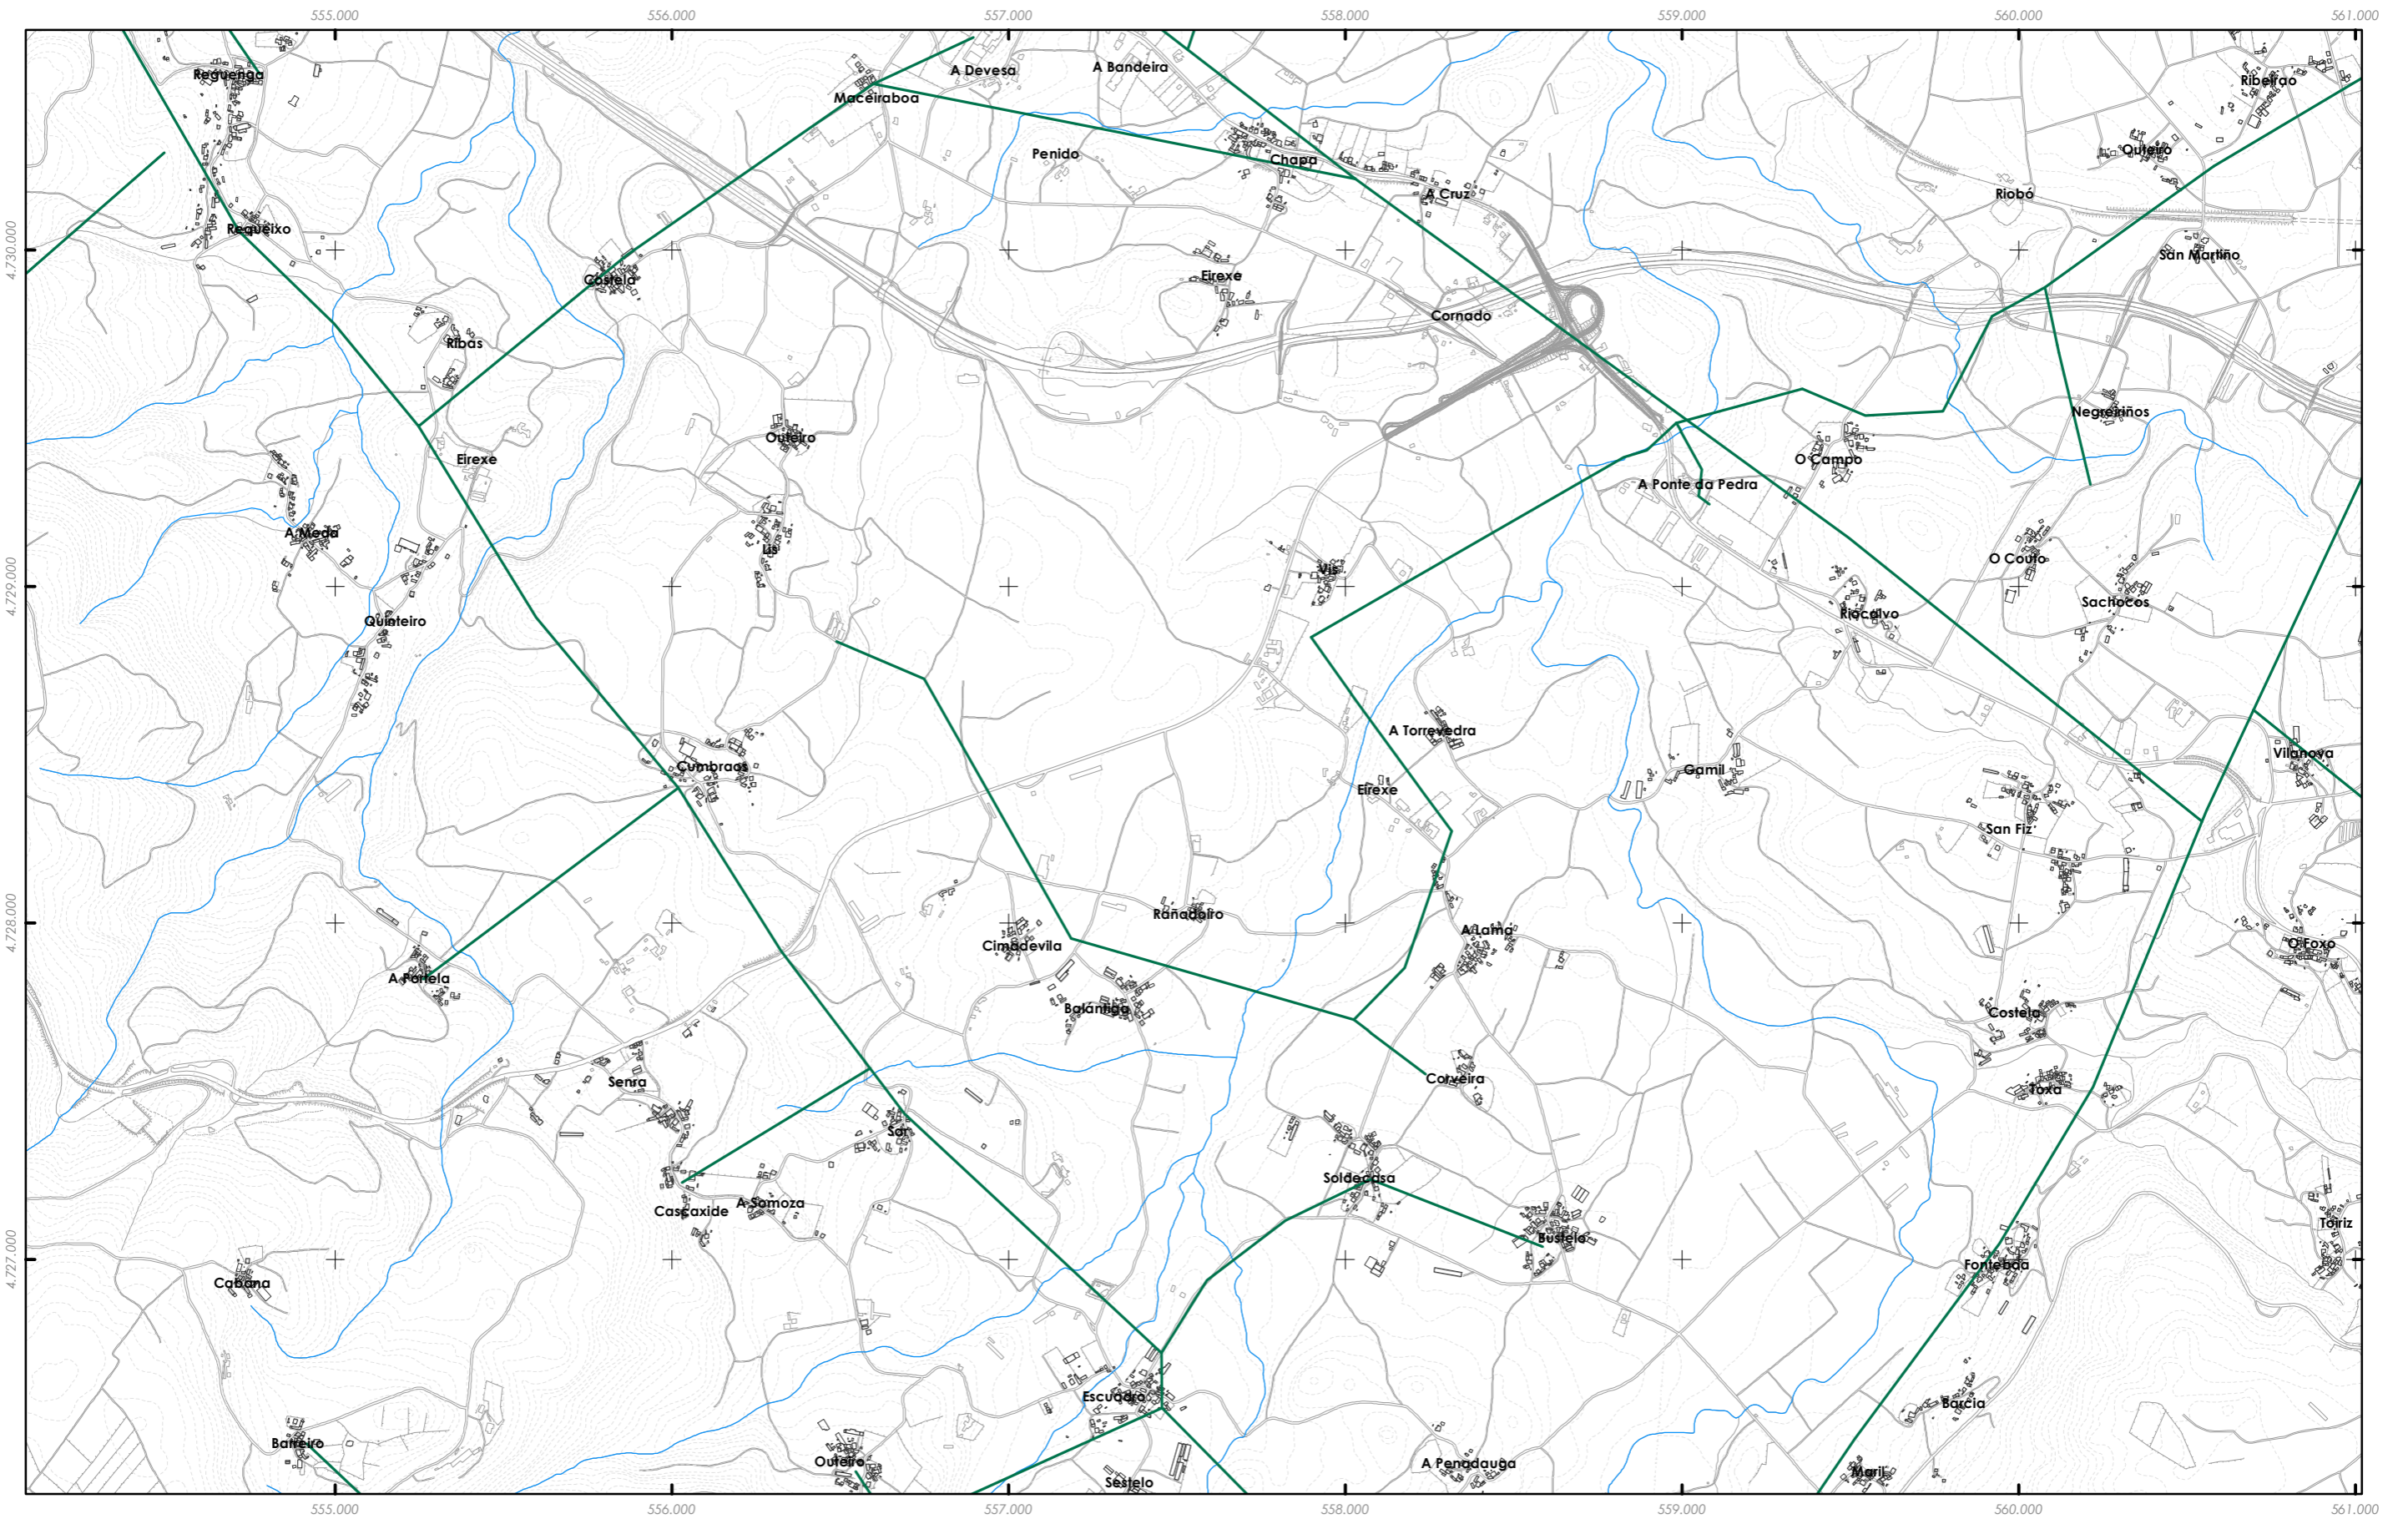 555.000 556.000 557.000 558.000 559.000 560.000 561.000
Reguenga
A Devesa
A Bandeira
Maceiraboa
Ribeirao
Outeiro
Penido
Chapa
A Cruz
Riobó
Requeixo
4.730.000
San Martiño
Costela
Eirexe
Cornado
Ribas
Negreiriños
Outeiro
Eirexe
O Campo
A Ponte da Pedra
A Meda
Lis
O Couto
Vis
4.729.000
Sachocos
Riocalvo
Quinteiro
A Torrevedra
Vilanova
Cumbraos
Gamil
Eirexe
San Fiz
4.728.000
Rañadoiro
A Lama
Cimadevila
O Foxo
A Portela
Balántiga
Costela
Corveira
Senra
Toxa
Sar
Soldecasa
A Somoza
Cascaxide
Toiriz
Bustelo
4.727.000
Fonteboa
Cabana
Escuadro
Barcia
Barreiro
Outeiro
A Penadauga
Maril
Sestelo
555.000 556.000 557.000 558.000 559.000 560.000 561.000